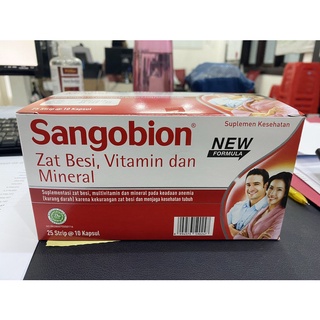 Suplemen Kesehatan
Sangobion®
NEW
FORMULA
Zat Besi, Vitamin dan
Mineral
Suplementasi zat besi, multivitamin dan mineral pada keadaan anemia
(kurang darah) karena kekurangan zat besi dan menjaga kesehatan tubuh
25 Strip @ 10 Kapsul